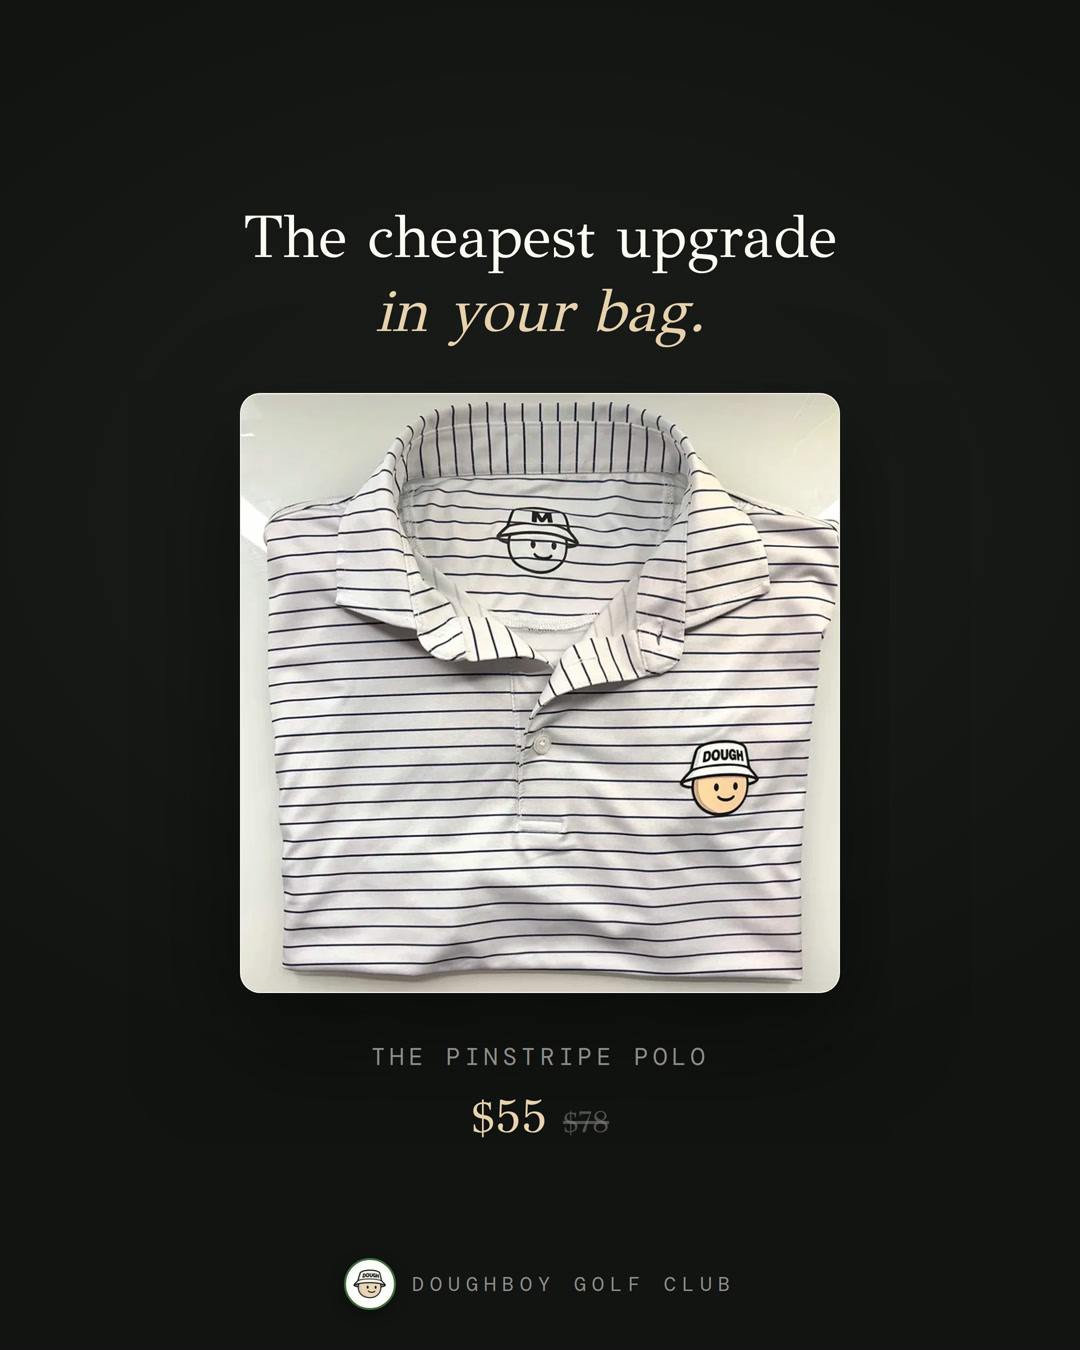 The cheapest upgrade
in your bag.
M
DOUGH
THE PINSTRIPE POLO
$55 $78
DOUGH
DOUGHBOY GOLF CLUB